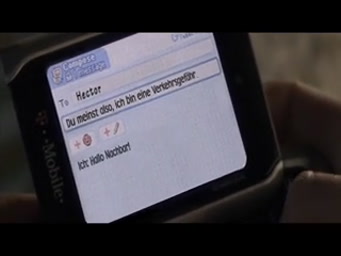 Compose
To Hector
Du meinst also, ich bin eine Verkehrsgefahr.
Ich: Hallo Nachbar!
T · Mobile